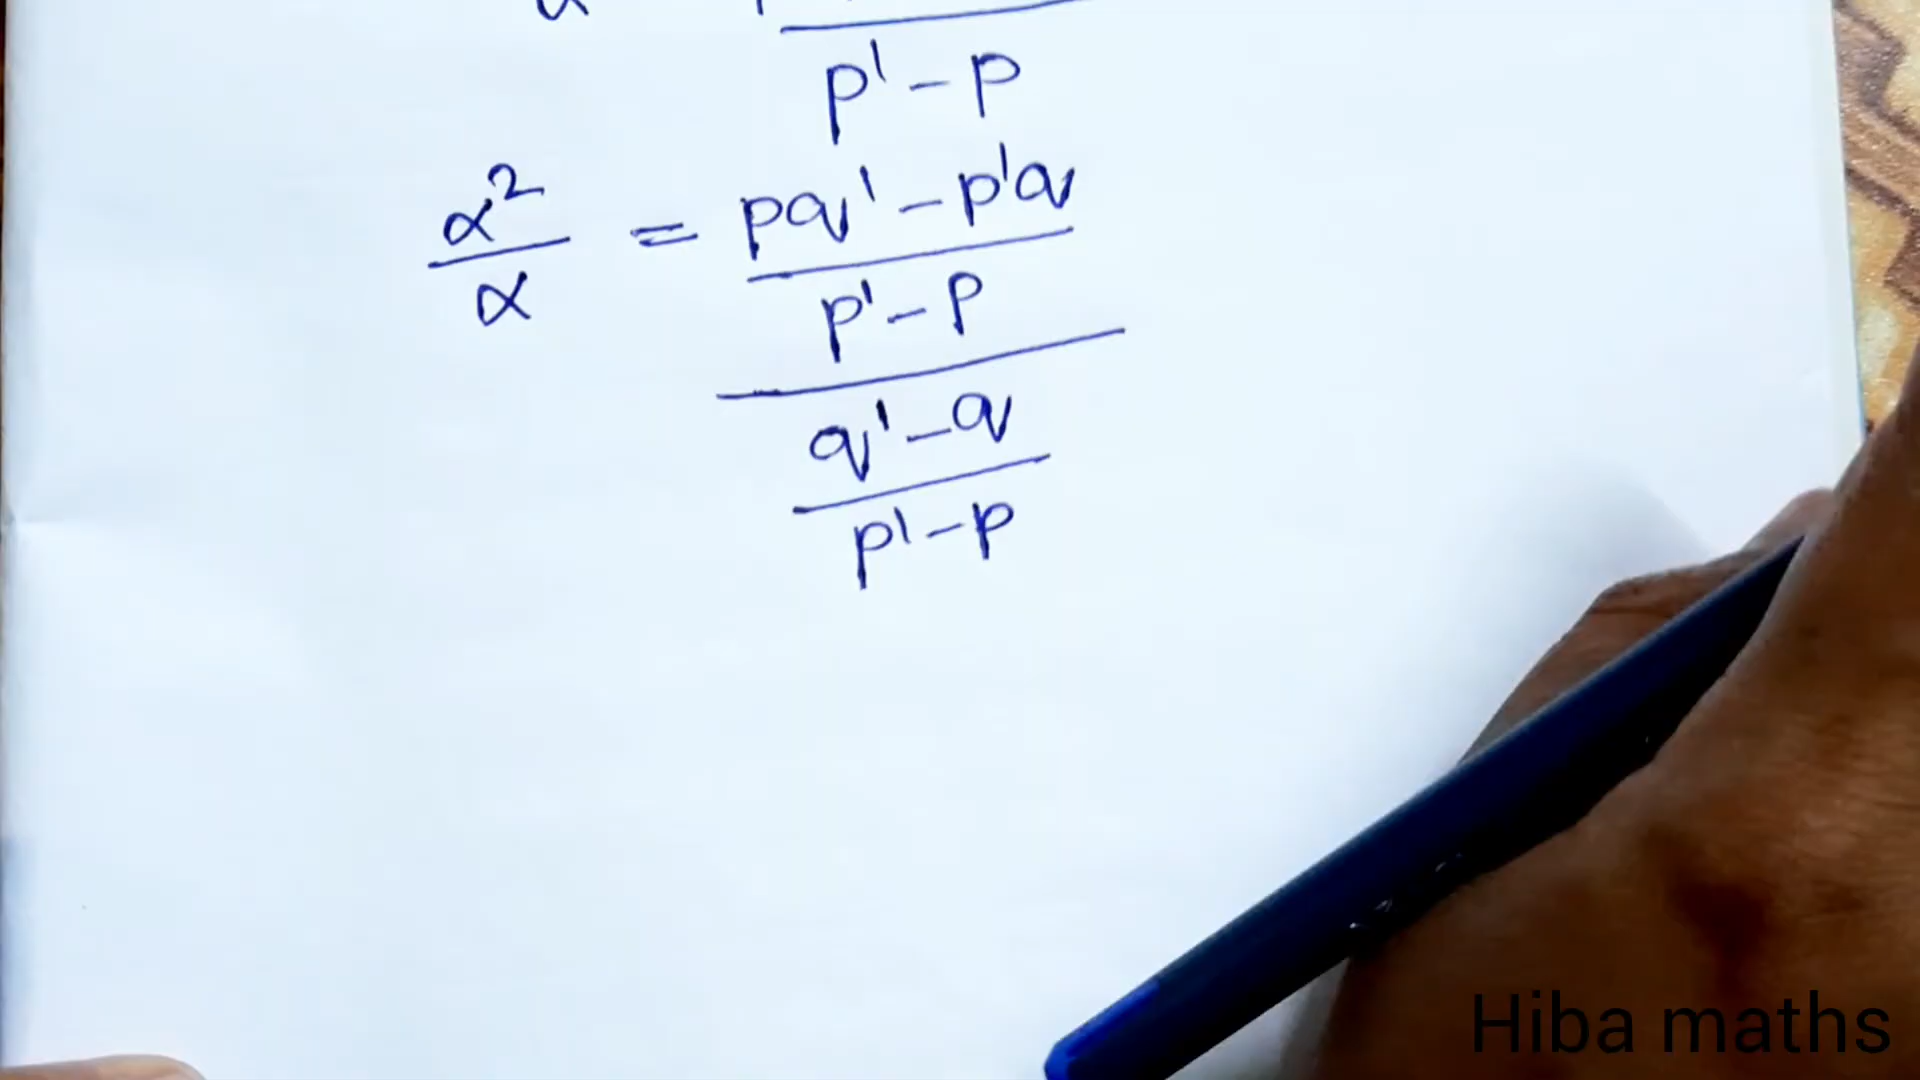 p' - p
α² / α = (pq' - p'q / p' - p) / (q' - q / p' - p)
Hiba maths